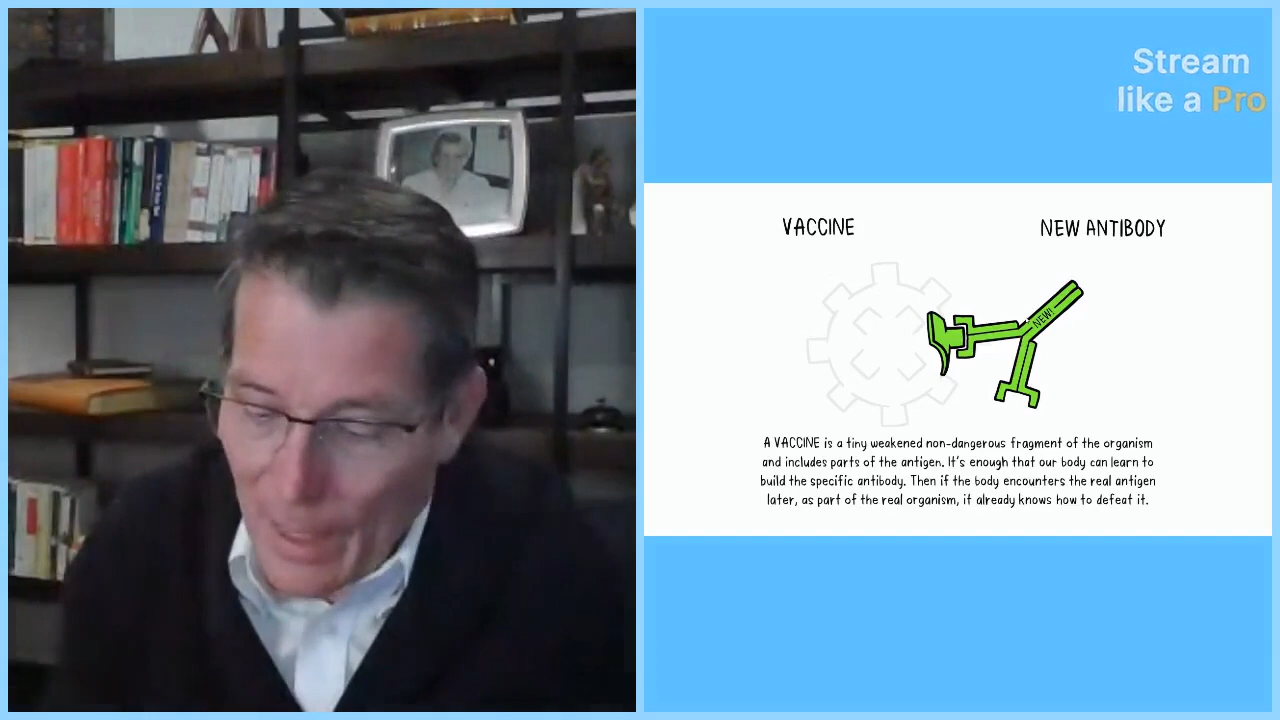 Stream
like a Pro
VACCINE
NEW ANTIBODY
NEW!
A VACCINE is a tiny weakened non-dangerous fragment of the organism
and includes parts of the antigen. It's enough that our body can learn to
build the specific antibody. Then if the body encounters the real antigen
later, as part of the real organism, it already knows how to defeat it.